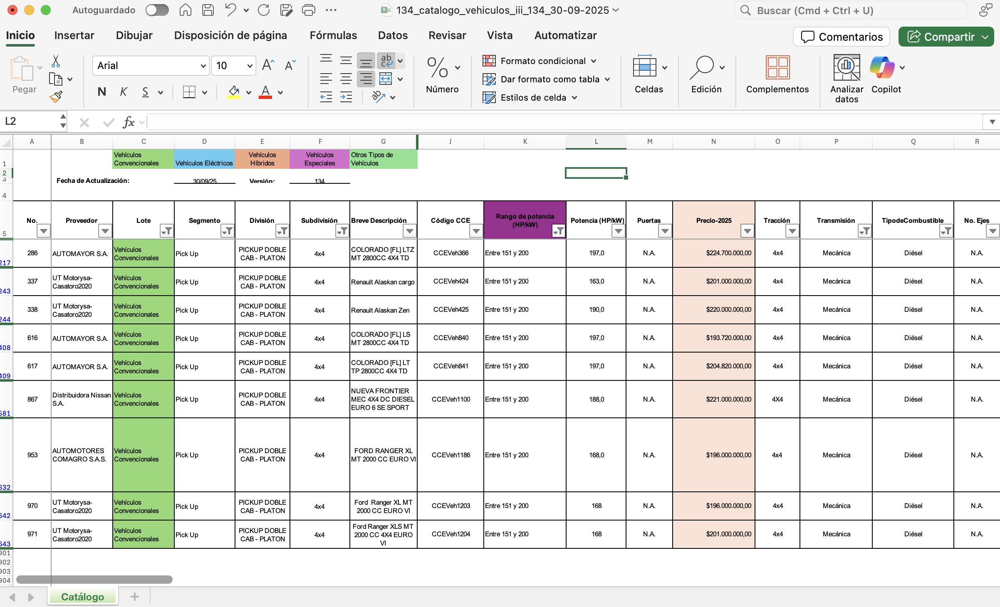 Autoguardado
134_catalogo_vehiculos_iii_134_30-09-2025
Buscar (Cmd + Ctrl + U)
Inicio Insertar Dibujar Disposición de página Fórmulas Datos Revisar Vista Automatizar
Comentarios
Compartir
Pegar
Arial 10
N K S
Número
Formato condicional
Dar formato como tabla
Estilos de celda
Celdas
Edición
Complementos
Analizar datos
Copilot
L2
fx
A B C D E F G J K L M N O P Q R
1 Vehículos Convencionales Vehículos Eléctricos Vehículos Híbridos Vehículos Especiales Otros Tipos de Vehículos
2
3 Fecha de Actualización: 30/09/25 Versión: 134
4
5 No. Proveedor Lote Segmento División Subdivisión Breve Descripción Código CCE Rango de potencia (HP/kW) Potencia (HP/kW) Puertas Precio-2025 Tracción Transmisión TipodeCombustible No. Ejes
217 286 AUTOMAYOR S.A. Vehículos Convencionales Pick Up PICKUP DOBLE CAB - PLATON 4x4 COLORADO [FL] LTZ MT 2800CC 4X4 TD CCEVeh366 Entre 151 y 200 197,0 N.A. $224.700.000,00 4x4 Mecánica Diésel N.A.
243 337 UT Motorysa-Casatoro2020 Vehículos Convencionales Pick Up PICKUP DOBLE CAB - PLATON 4x4 Renault Alaskan cargo CCEVeh424 Entre 151 y 200 163,0 N.A. $201.000.000,00 4x4 Mecánica Diésel N.A.
244 338 UT Motorysa-Casatoro2020 Vehículos Convencionales Pick Up PICKUP DOBLE CAB - PLATON 4x4 Renault Alaskan Zen CCEVeh425 Entre 151 y 200 190,0 N.A. $220.000.000,00 4x4 Mecánica Diésel N.A.
408 616 AUTOMAYOR S.A. Vehículos Convencionales Pick Up PICKUP DOBLE CAB - PLATON 4x4 COLORADO [FL] LS MT 2800CC 4X4 TD CCEVeh840 Entre 151 y 200 197,0 N.A. $193.720.000,00 4x4 Mecánica Diésel N.A.
409 617 AUTOMAYOR S.A. Vehículos Convencionales Pick Up PICKUP DOBLE CAB - PLATON 4x4 COLORADO [FL] LT TP 2800CC 4X4 TD CCEVeh841 Entre 151 y 200 197,0 N.A. $204.820.000,00 4x4 Mecánica Diésel N.A.
581 867 Distribuidora Nissan S.A. Vehículos Convencionales Pick Up PICKUP DOBLE CAB - PLATON 4x4 NUEVA FRONTIER MEC 4X4 DC DIESEL EURO 6 SE SPORT CCEVeh1100 Entre 151 y 200 188,0 N.A. $221.000.000,00 4X4 Mecánica Diésel N.A.
632 953 AUTOMOTORES COMAGRO S.A.S. Vehículos Convencionales Pick Up PICKUP DOBLE CAB - PLATON 4x4 FORD RANGER XL MT 2000 CC EURO VI CCEVeh1186 Entre 151 y 200 168,0 N.A. $196.000.000,00 4x4 Mecánica Diésel N.A.
642 970 UT Motorysa-Casatoro2020 Vehículos Convencionales Pick Up PICKUP DOBLE CAB - PLATON 4x4 Ford Ranger XL MT 2000 CC EURO VI CCEVeh1203 Entre 151 y 200 168 N.A. $196.000.000,00 4x4 Mecánica Diésel N.A.
643 971 UT Motorysa-Casatoro2020 Vehículos Convencionales Pick Up PICKUP DOBLE CAB - PLATON 4x4 Ford Ranger XLS MT 2000 CC 4X4 EURO VI CCEVeh1204 Entre 151 y 200 168 N.A. $201.000.000,00 4x4 Mecánica Diésel N.A.
901
902
903
904
Catálogo